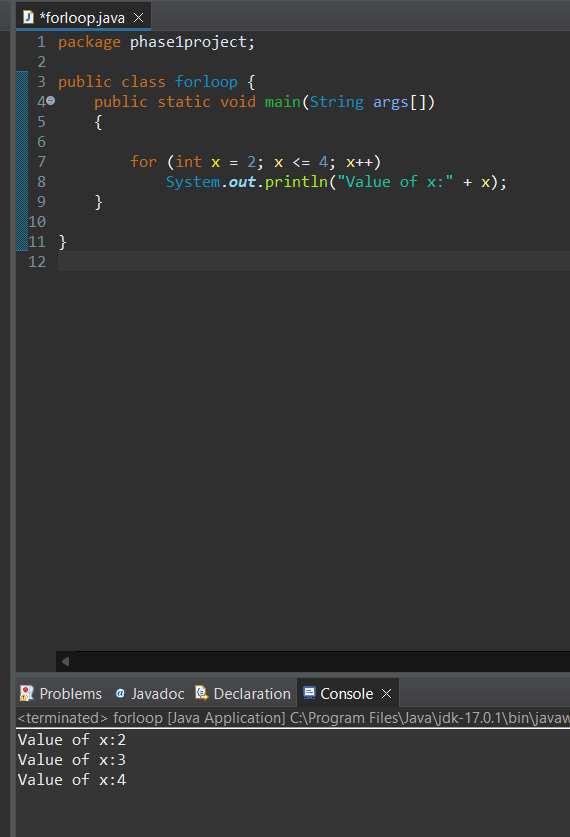 *forloop.java
1 package phase1project;
2
3 public class forloop {
4 public static void main(String args[])
5 {
6
7 for (int x = 2; x <= 4; x++)
8 System.out.println("Value of x:" + x);
9 }
10
11 }
12
Problems @ Javadoc Declaration Console
<terminated> forloop [Java Application] C:\Program Files\Java\jdk-17.0.1\bin\javaw
Value of x:2
Value of x:3
Value of x:4